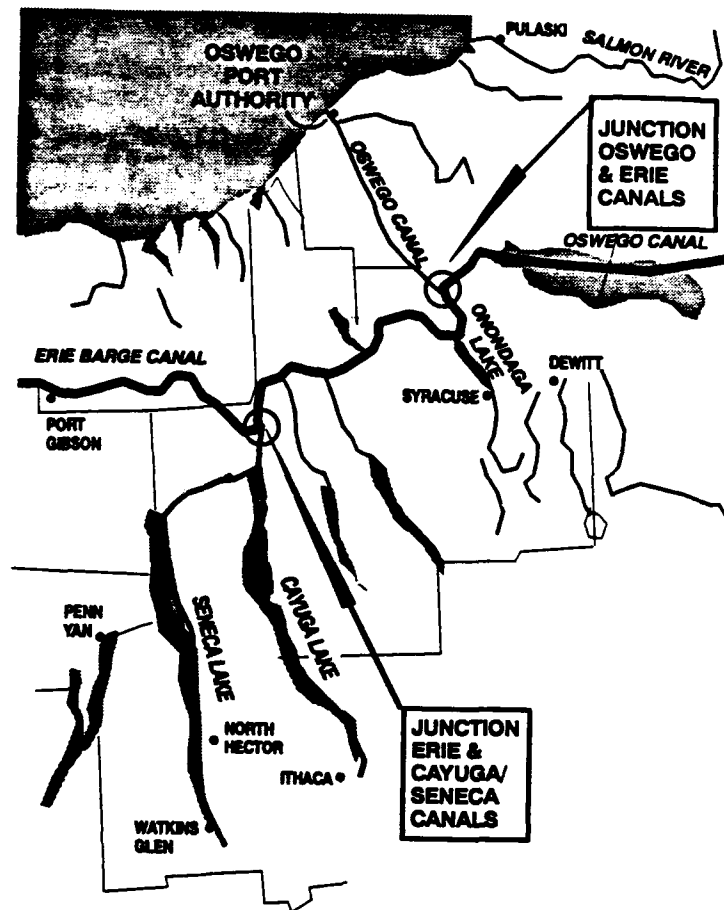 PULASKI
SALMON RIVER
OSWEGO
PORT
AUTHORITY
JUNCTION
OSWEGO
& ERIE
CANALS
OSWEGO CANAL
OSWEGO CANAL
ERIE BARGE CANAL
ONONDAGA
LAKE
DEWITT
SYRACUSE
PORT
GIBSON
PENN
YAN
SENECA LAKE
CAYUGA LAKE
NORTH
HECTOR
ITHACA
JUNCTION
ERIE &
CAYUGA/
SENECA
CANALS
WATKINS
GLEN